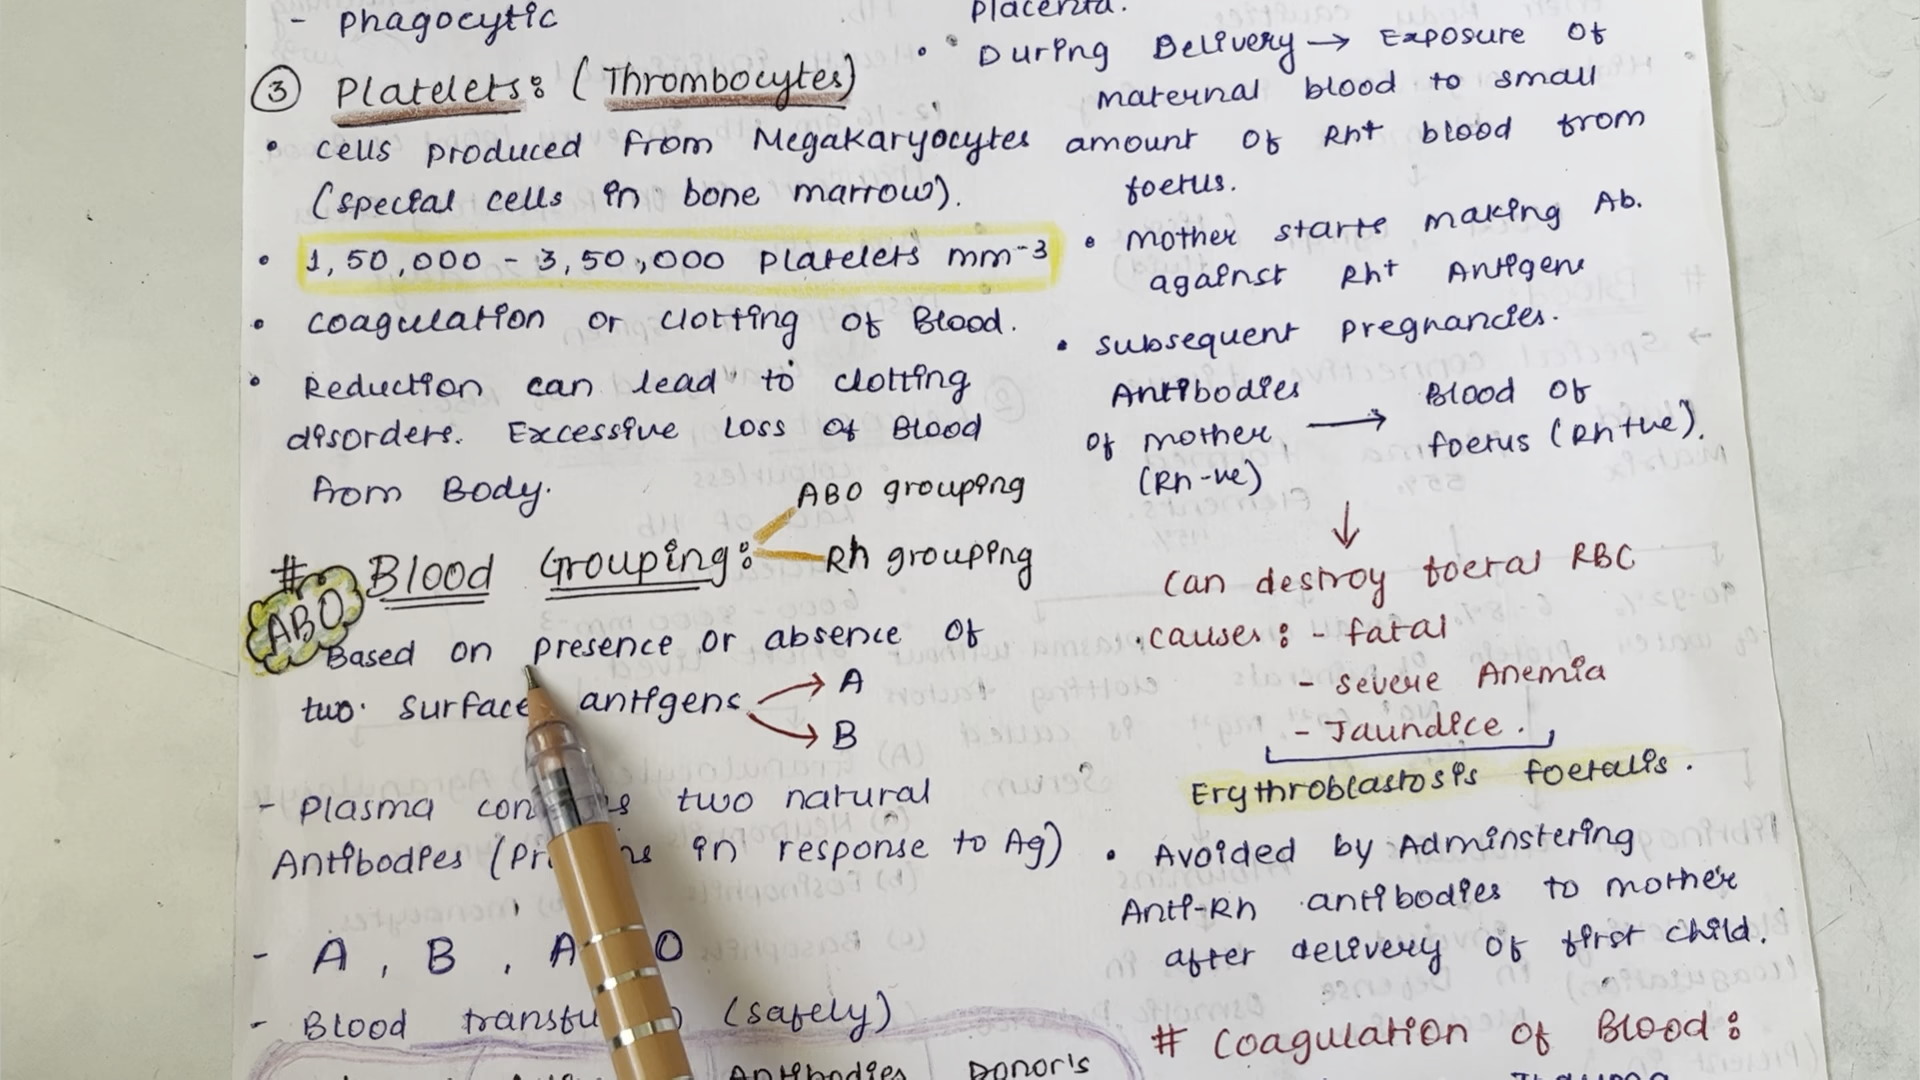 - Phagocytic
③ Platelets: (Thrombocytes)
• cells produced from Megakaryocytes
(special cells in bone marrow).
• 1,50,000 - 3,50,000 Platelets mm⁻³
• coagulation or clotting of Blood.
• Reduction can lead to clotting
disorders. Excessive Loss of Blood
from Body.
# Blood Grouping:
ABO grouping
Rh grouping
ABO
Based on presence or absence of
two surface antigens
A
B
- Plasma two natural
Antibodies ( in response to Ag)
- A , B , A O
- Blood (safely)
Antibodies Donor's
Placenta.
• During Delivery → Exposure of
maternal blood to small
amount of Rh+ blood from
foetus.
• mother starts making Ab.
against Rh+ Antigens
• subsequent pregnancies.
Antibodies
of mother
(Rh-ve)
→
Blood of
foetus (Rh+ve).
↓
can destroy foetal RBC
causes: - fatal
- severe Anemia
- Jaundice.
Erythroblastosis foetalis.
• Avoided by Adminstering
Anti-Rh antibodies to mother
after delivery of first child.
# Coagulation of Blood: